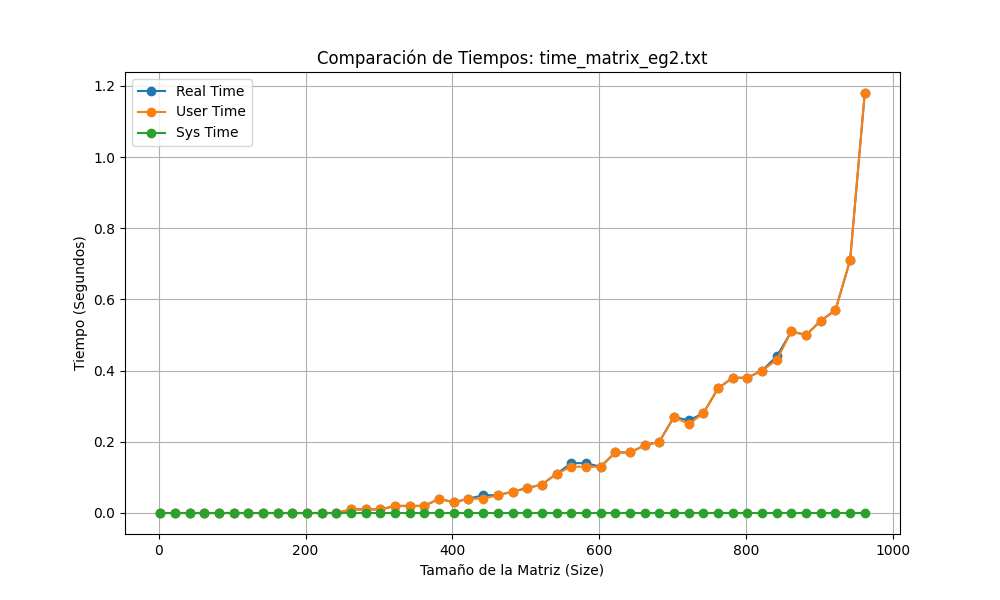 Comparación de Tiempos: time_matrix_eg2.txt
Real Time
User Time
Sys Time
Tiempo (Segundos)
1.2
1.0
0.8
0.6
0.4
0.2
0.0
0
200
400
600
800
1000
Tamaño de la Matriz (Size)